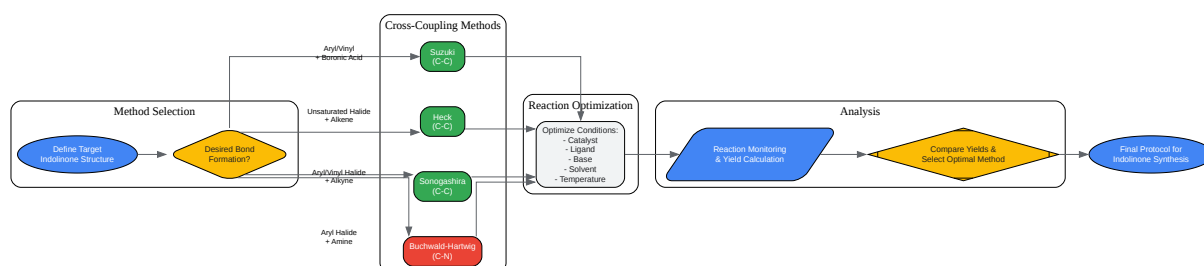 Cross-Coupling Methods
Aryl/Vinyl
+ Boronic Acid
Suzuki
(C-C)
Method Selection
Define Target
Indolinone Structure
Desired Bond
Formation?
Unsaturated Halide
+ Alkene
Heck
(C-C)
Aryl/Vinyl Halide
+ Alkyne
Sonogashira
(C-C)
Aryl Halide
+ Amine
Buchwald-Hartwig
(C-N)
Reaction Optimization
Optimize Conditions:
- Catalyst
- Ligand
- Base
- Solvent
- Temperature
Analysis
Reaction Monitoring
& Yield Calculation
Compare Yields &
Select Optimal Method
Final Protocol for
Indolinone Synthesis